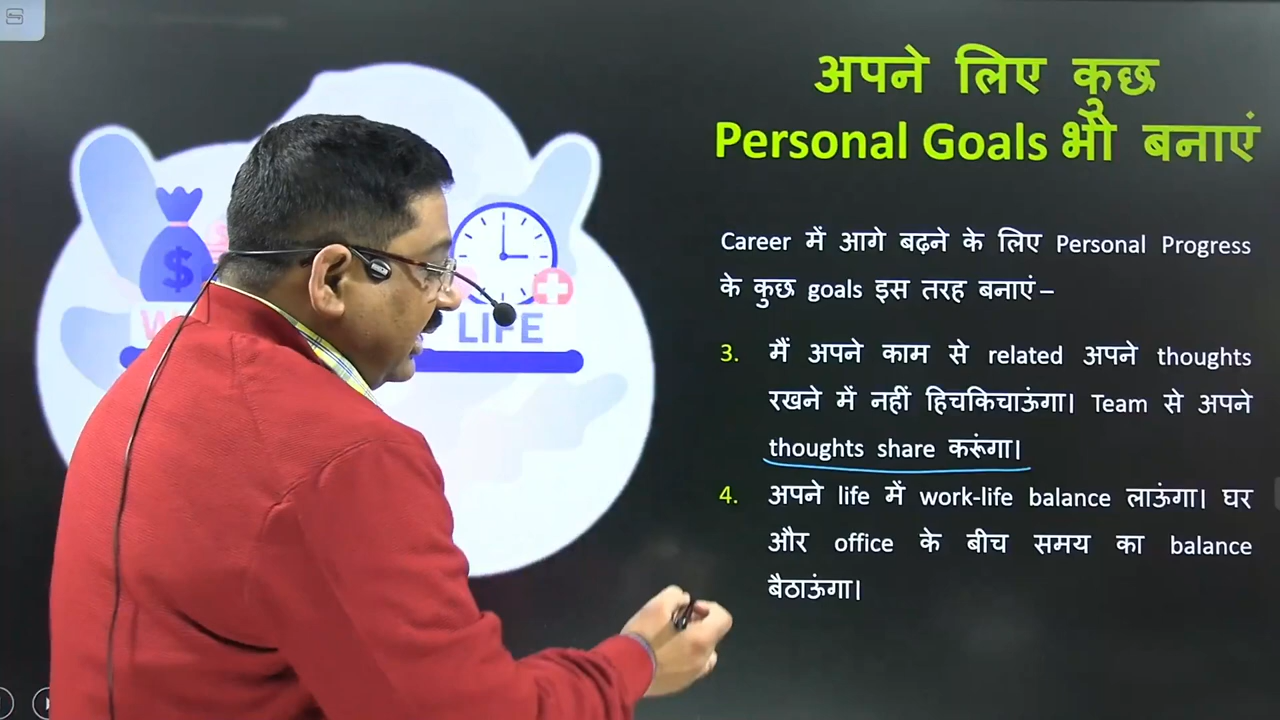 अपने लिए कुछ
Personal Goals भी बनाएं
Career में आगे बढ़ने के लिए Personal Progress
के कुछ goals इस तरह बनाएं –
3. मैं अपने काम से related अपने thoughts
रखने में नहीं हिचकिचाऊंगा। Team से अपने
thoughts share करूंगा।
4. अपने life में work-life balance लाऊंगा। घर
और office के बीच समय का balance
बैठाऊंगा।
$
LIFE